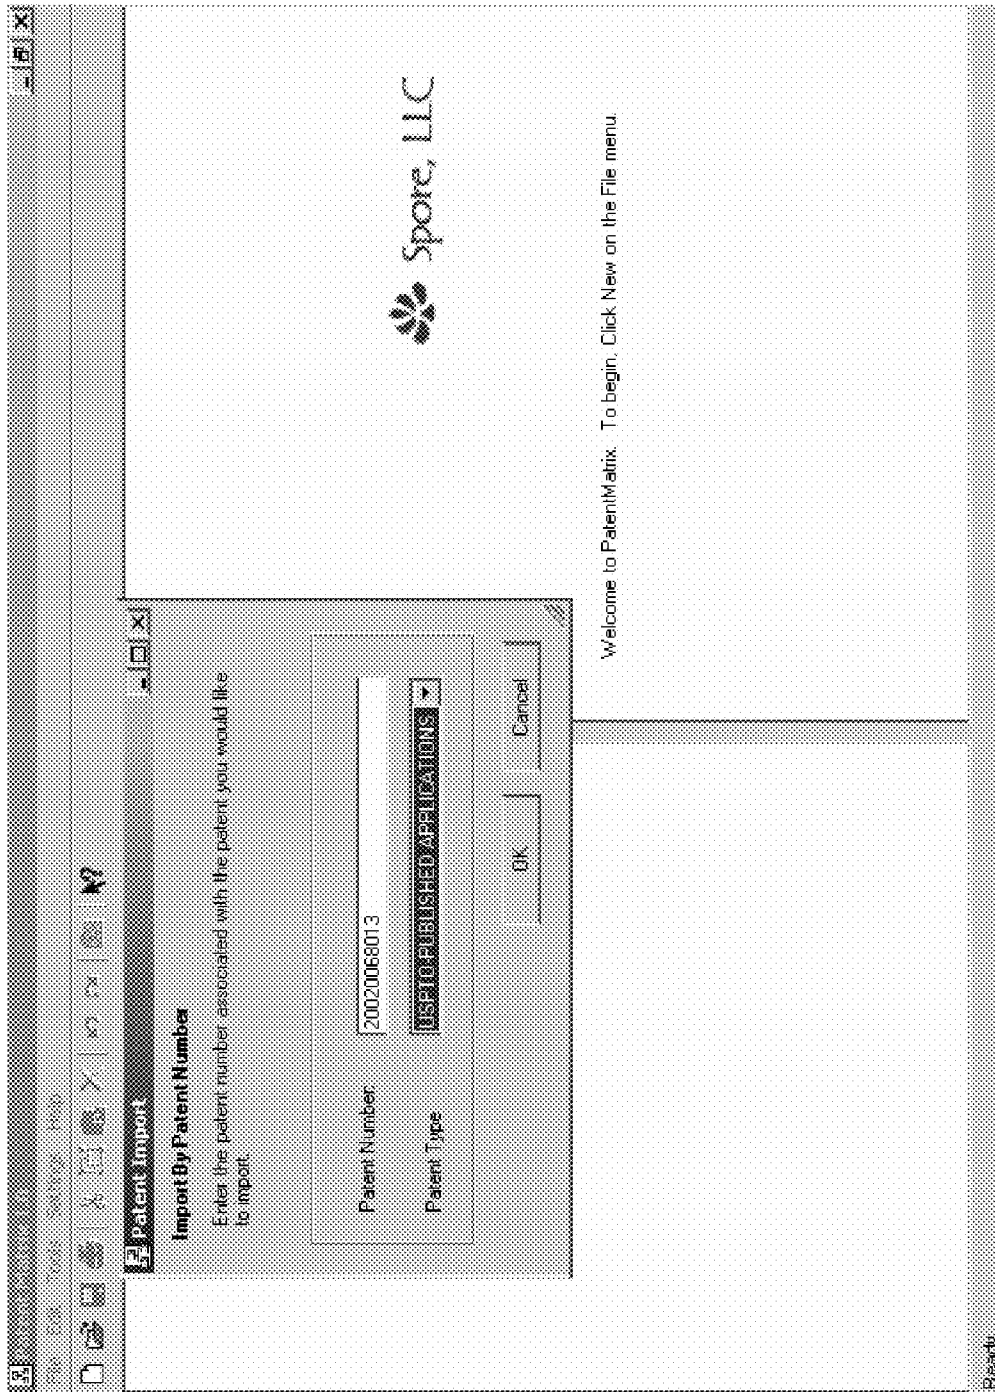 File Edit Tools Settings Help
Patent Import
Import By Patent Number
Enter the patent number associated with the patent you would like
to import.
Patent Number:
20020068013
Patent Type
USPTO PUBLISHED APPLICATIONS
OK
Cancel
Spore, LLC
Welcome to PatentMatrix. To begin, Click New on the File menu.
Ready